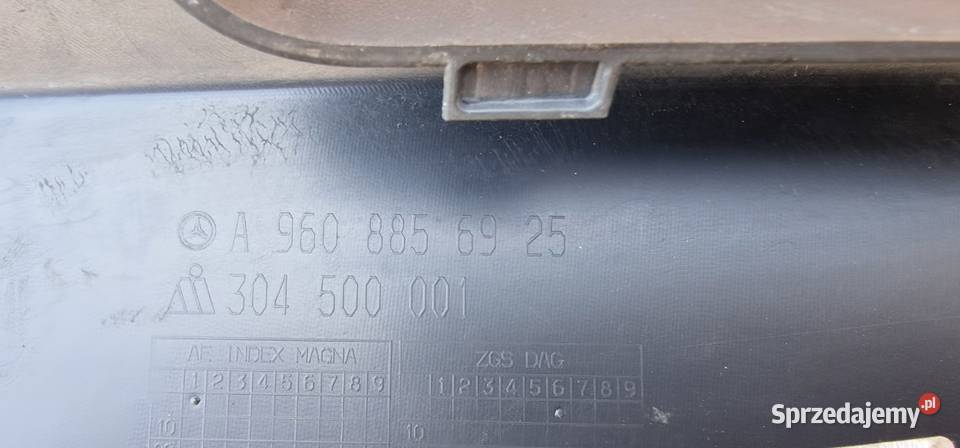 A 960 885 69 25
304 500 001
AE INDEX MAGNA
ZGS DAG
1 2 3 4 5 6 7 8 9
1 2 3 4 5 6 7 8 9
10
10
Sprzedajemy.pl